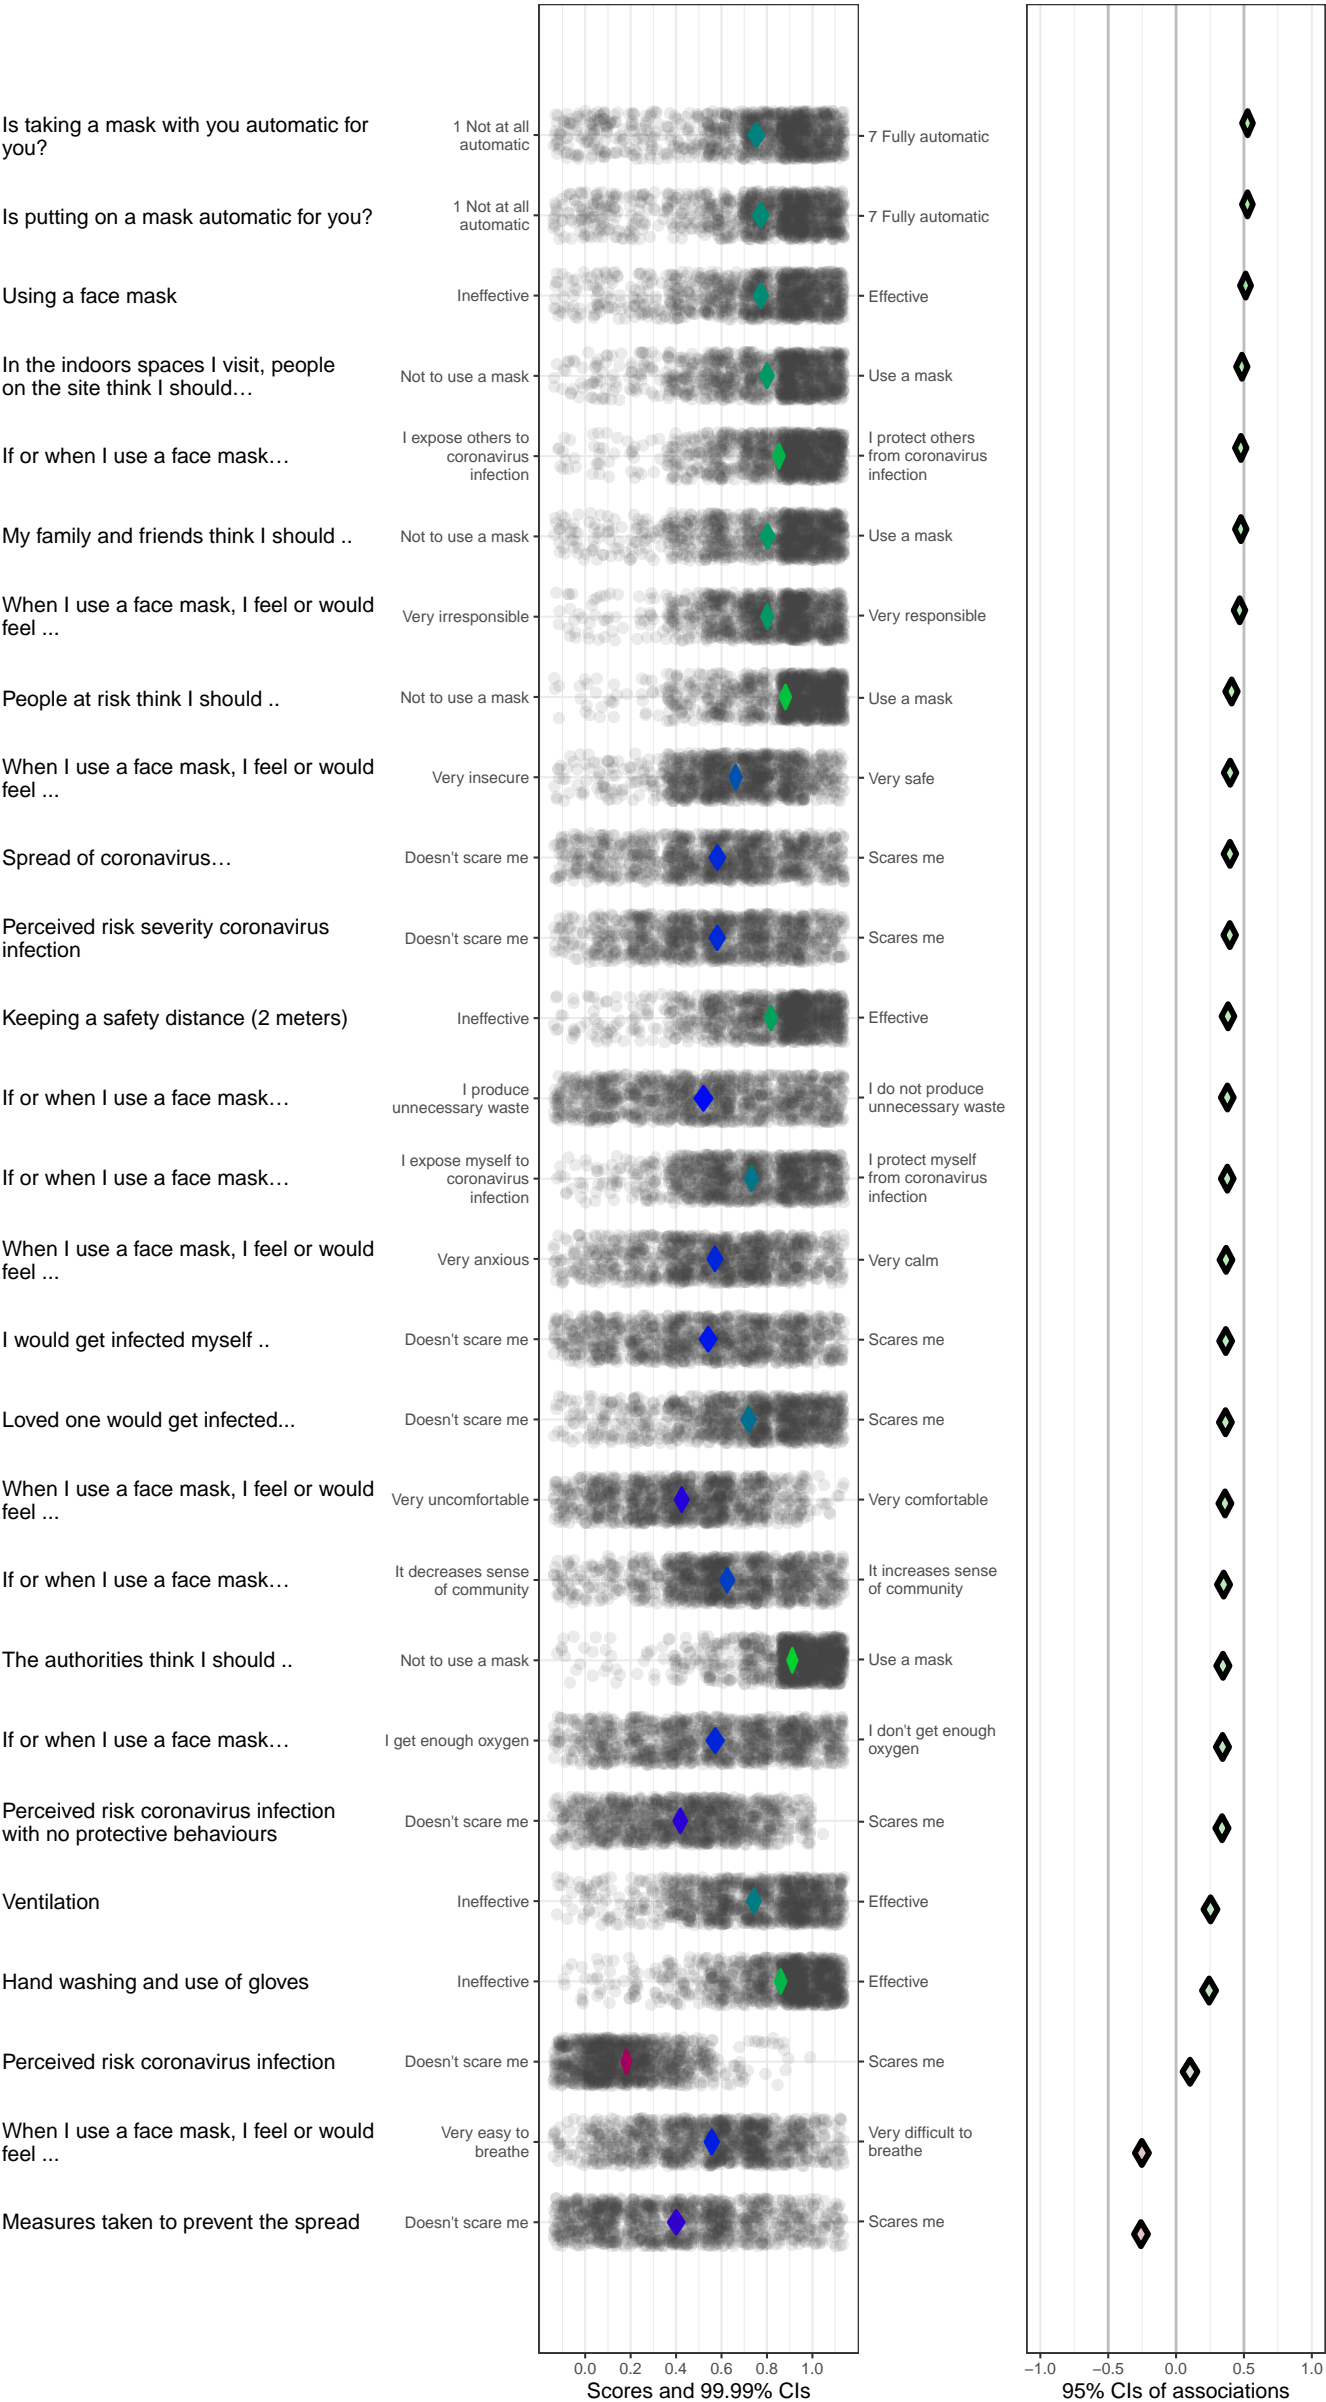 Is taking a mask with you automatic for
you?
1 Not at all
automatic
7 Fully automatic
Is putting on a mask automatic for you?
1 Not at all
automatic
7 Fully automatic
Using a face mask
Ineffective
Effective
In the indoors spaces I visit, people
on the site think I should…
Not to use a mask
Use a mask
If or when I use a face mask…
I expose others to
coronavirus
infection
I protect others
from coronavirus
infection
My family and friends think I should ..
Not to use a mask
Use a mask
When I use a face mask, I feel or would
feel ...
Very irresponsible
Very responsible
People at risk think I should ..
Not to use a mask
Use a mask
When I use a face mask, I feel or would
feel ...
Very insecure
Very safe
Spread of coronavirus…
Doesn't scare me
Scares me
Perceived risk severity coronavirus
infection
Doesn't scare me
Scares me
Keeping a safety distance (2 meters)
Ineffective
Effective
If or when I use a face mask…
I produce
unnecessary waste
I do not produce
unnecessary waste
If or when I use a face mask…
I expose myself to
coronavirus
infection
I protect myself
from coronavirus
infection
When I use a face mask, I feel or would
feel ...
Very anxious
Very calm
I would get infected myself ..
Doesn't scare me
Scares me
Loved one would get infected...
Doesn't scare me
Scares me
When I use a face mask, I feel or would
feel ...
Very uncomfortable
Very comfortable
If or when I use a face mask…
It decreases sense
of community
It increases sense
of community
The authorities think I should ..
Not to use a mask
Use a mask
If or when I use a face mask…
I get enough oxygen
I don't get enough
oxygen
Perceived risk coronavirus infection
with no protective behaviours
Doesn't scare me
Scares me
Ventilation
Ineffective
Effective
Hand washing and use of gloves
Ineffective
Effective
Perceived risk coronavirus infection
Doesn't scare me
Scares me
When I use a face mask, I feel or would
feel ...
Very easy to
breathe
Very difficult to
breathe
Measures taken to prevent the spread
Doesn't scare me
Scares me
0.0 0.2 0.4 0.6 0.8 1.0
Scores and 99.99% CIs
−1.0 −0.5 0.0 0.5 1.0
95% CIs of associations